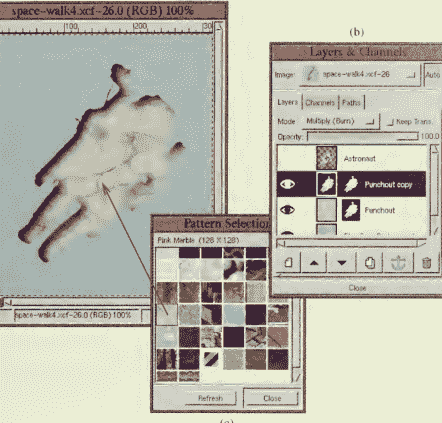 space-walk4.xcf-26.0 (RGB) 100%
100
200
300
(b)
Layers & Channels
Image: space-walk4.xcf-26 Auto
Layers Channels Paths
Mode: Multiply (Burn) Keep Trans.
Opacity: 100.0
Astronaut
Punchout copy
Punchout
Close
Pattern Selection
Pink Marble (128 X 128)
space-walk4.xcf-26.0 (RGB) 100%
Refresh Close